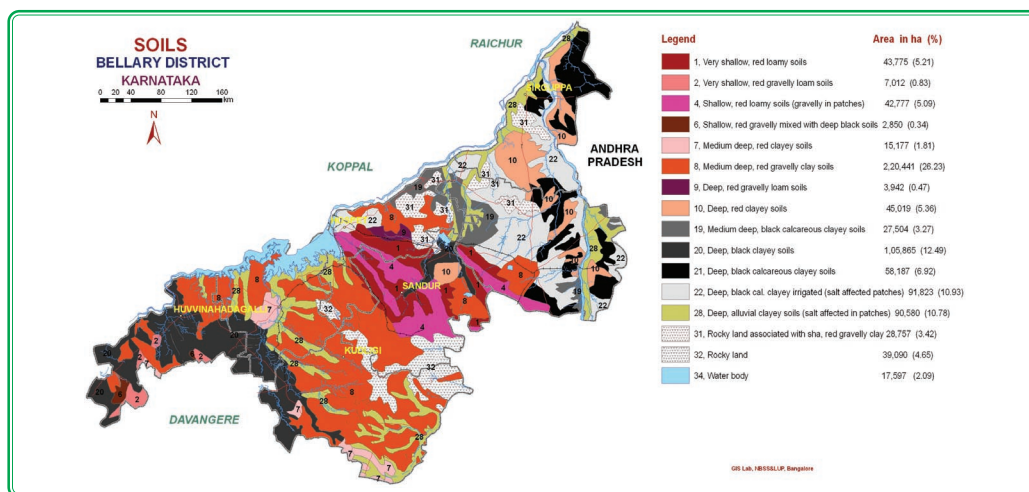 SOILS
BELLARY DISTRICT
KARNATAKA
0 20 40 80 120 160
km
N
RAICHUR
KOPPAL
ANDHRA
PRADESH
DAVANGERE
SIRUGUPPA
SANDUR
HUVVINAHADAGALLI
KUDLIGI
Legend Area in ha (%)
1, Very shallow, red loamy soils 43,775 (5.21)
2, Very shallow, red gravelly loam soils 7,012 (0.83)
4, Shallow, red loamy soils (gravelly in patches) 42,777 (5.09)
6, Shallow, red gravelly mixed with deep black soils 2,850 (0.34)
7, Medium deep, red clayey soils 15,177 (1.81)
8, Medium deep, red gravelly clay soils 2,20,441 (26.23)
9, Deep, red gravelly loam soils 3,942 (0.47)
10, Deep, red clayey soils 45,019 (5.36)
19, Medium deep, black calcareous clayey soils 27,504 (3.27)
20, Deep, black clayey soils 1,05,865 (12.49)
21, Deep, black calcareous clayey soils 58,187 (6.92)
22, Deep, black cal. clayey irrigated (salt affected patches) 91,823 (10.93)
28, Deep, alluvial clayey soils (salt affected in patches) 90,580 (10.78)
31, Rocky land associated with sha, red gravelly clay 28,757 (3.42)
32, Rocky land 39,090 (4.65)
34, Water body 17,597 (2.09)
GIS Lab, NBSS&LUP, Bangalore